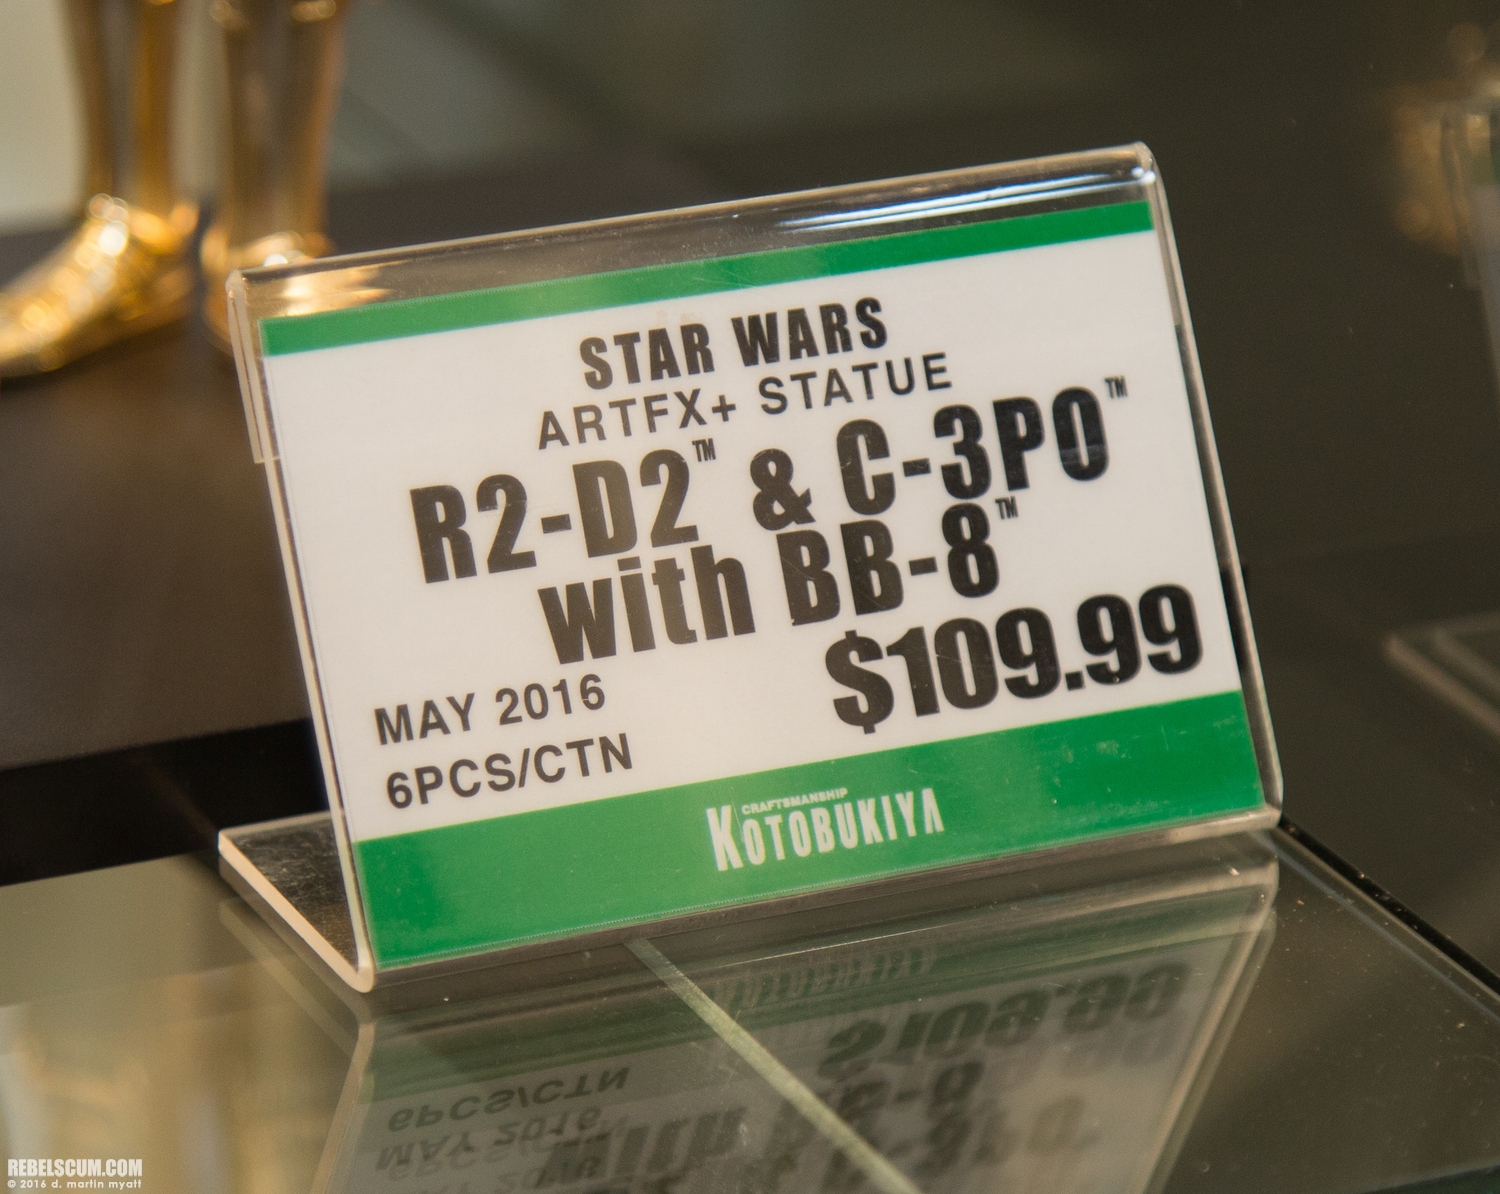 STAR WARS
ARTFX+ STATUE
R2-D2™ & C-3PO™
with BB-8™
$109.99
MAY 2016
6PCS/CTN
CRAFTSMANSHIP
KOTOBUKIYA
REBELSCUM.COM
© 2016 d. martin myatt